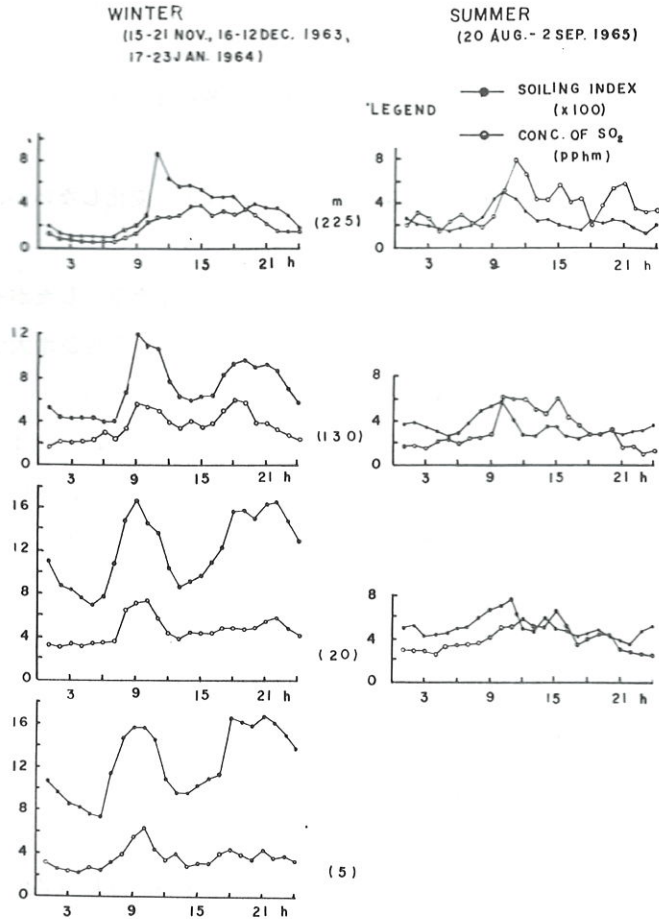 WINTER
(15-21 NOV., 16-12DEC. 1963,
17-23JAN. 1964)
SUMMER
(20 AUG.- 2 SEP. 1965)
LEGEND
SOILING INDEX
(x100)
CONC. OF SO₂
(pphm)
8
4
0
3 9 15 21 h
m
(225)
8
4
0
3 9 15 21 h
12
8
4
0
3 9 15 21 h
(130)
8
4
0
3 9 15 21 h
16
12
8
4
0
3 9 15 21 h
(20)
8
4
0
3 9 15 21 h
16
12
8
4
0
3 9 15 21 h
(5)